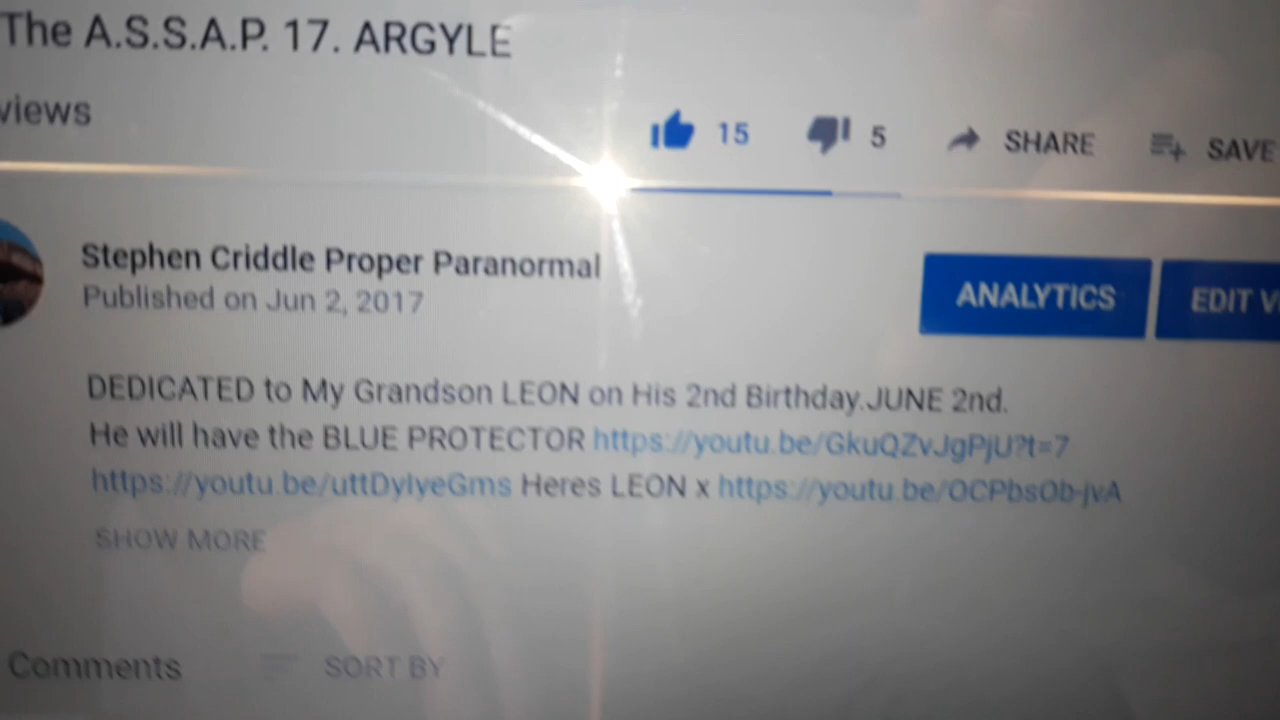 The A.S.S.A.P. 17. ARGYLE
views
15 5 SHARE SAVE
Stephen Criddle Proper Paranormal
Published on Jun 2, 2017
ANALYTICS EDIT V
DEDICATED to My Grandson LEON on His 2nd Birthday.JUNE 2nd.
He will have the BLUE PROTECTOR https://youtu.be/GkuQZvJgPjU?t=7
https://youtu.be/uttDyIyeGms Heres LEON x https://youtu.be/OCPbsOb-jvA
SHOW MORE
Comments SORT BY